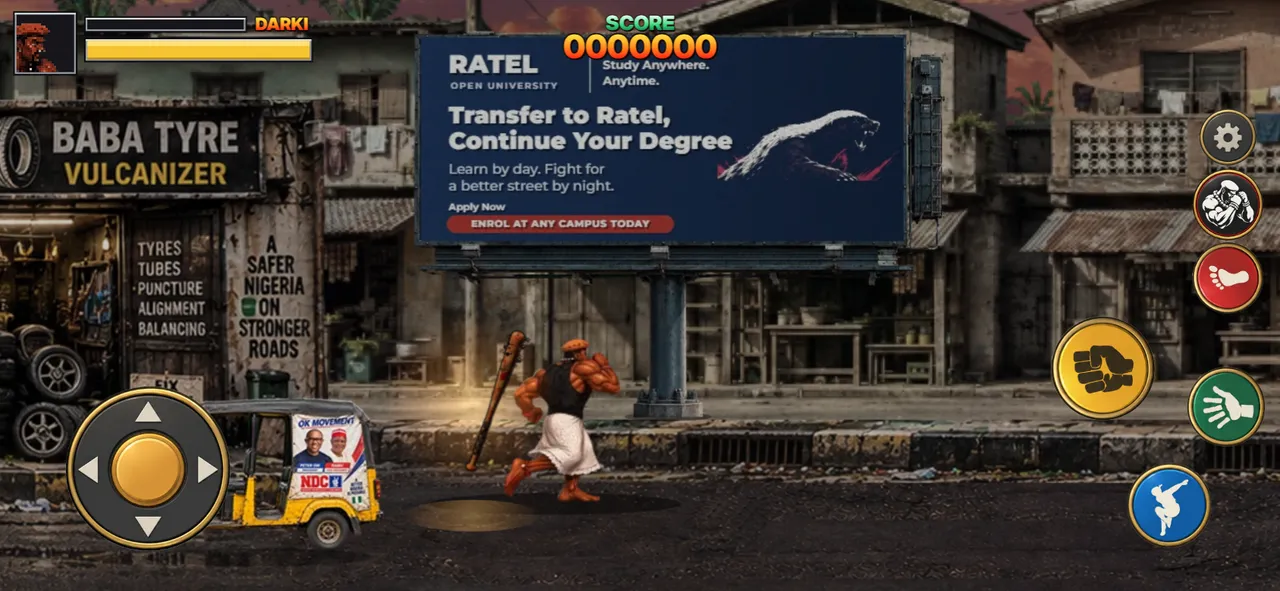 DARKI
SCORE
0000000
RATEL
OPEN UNIVERSITY
Study Anywhere.
Anytime.
Transfer to Ratel,
Continue Your Degree
Learn by day. Fight for
a better street by night.
Apply Now
ENROL AT ANY CAMPUS TODAY
BABA TYRE
VULCANIZER
TYRES
TUBES
PUNCTURE
ALIGNMENT
BALANCING
A
SAFER
NIGERIA
ON
STRONGER
ROADS
FIX
OK MOVEMENT
NDC